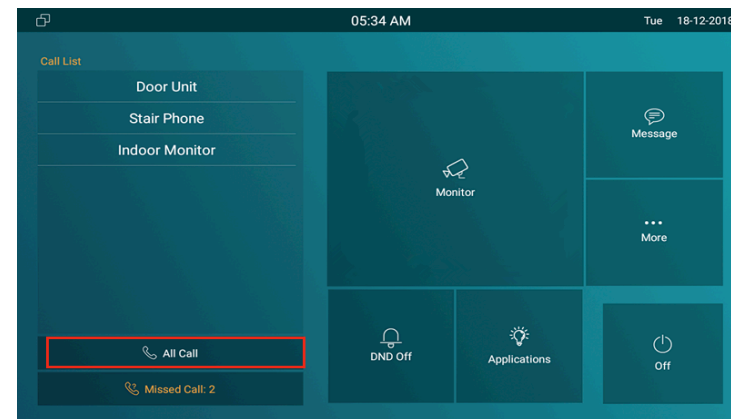 05:34 AM
Tue 18-12-2018
Call List
Door Unit
Stair Phone
Indoor Monitor
All Call
Missed Call: 2
Monitor
Message
More
DND Off
Applications
Off